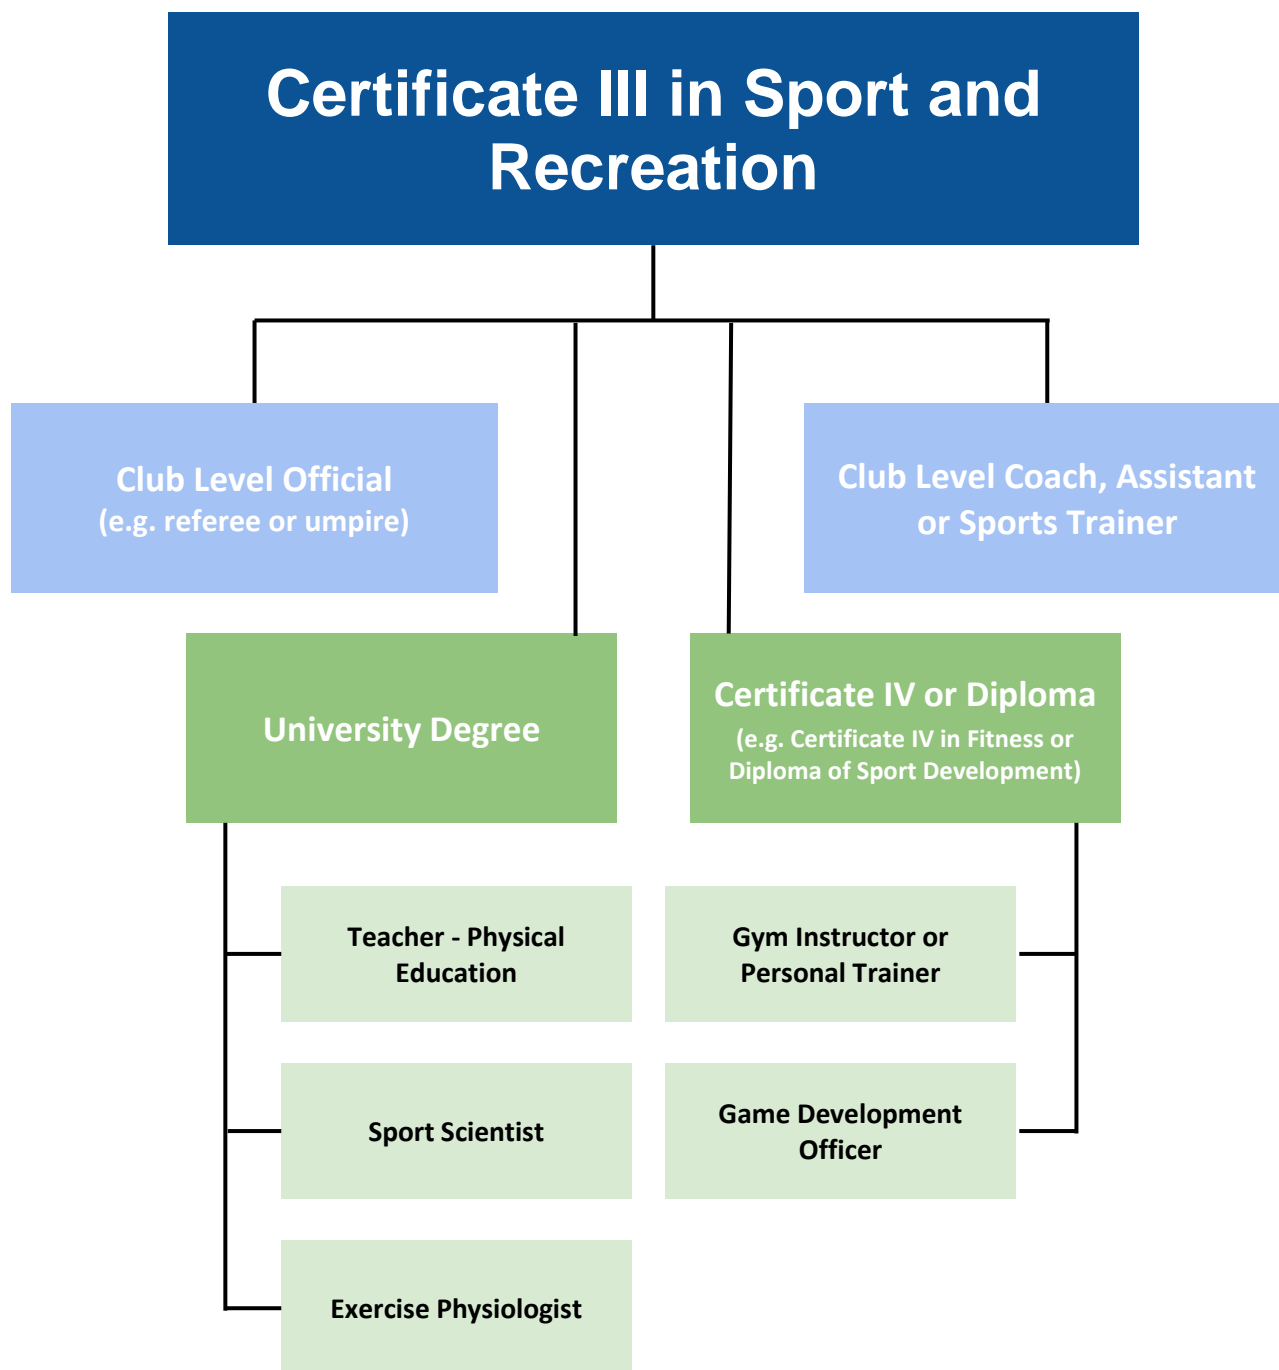 Certificate III in Sport and
Recreation
Club Level Official
(e.g. referee or umpire)
Club Level Coach, Assistant
or Sports Trainer
University Degree
Certificate IV or Diploma
(e.g. Certificate IV in Fitness or
Diploma of Sport Development)
Teacher - Physical
Education
Gym Instructor or
Personal Trainer
Sport Scientist
Game Development
Officer
Exercise Physiologist